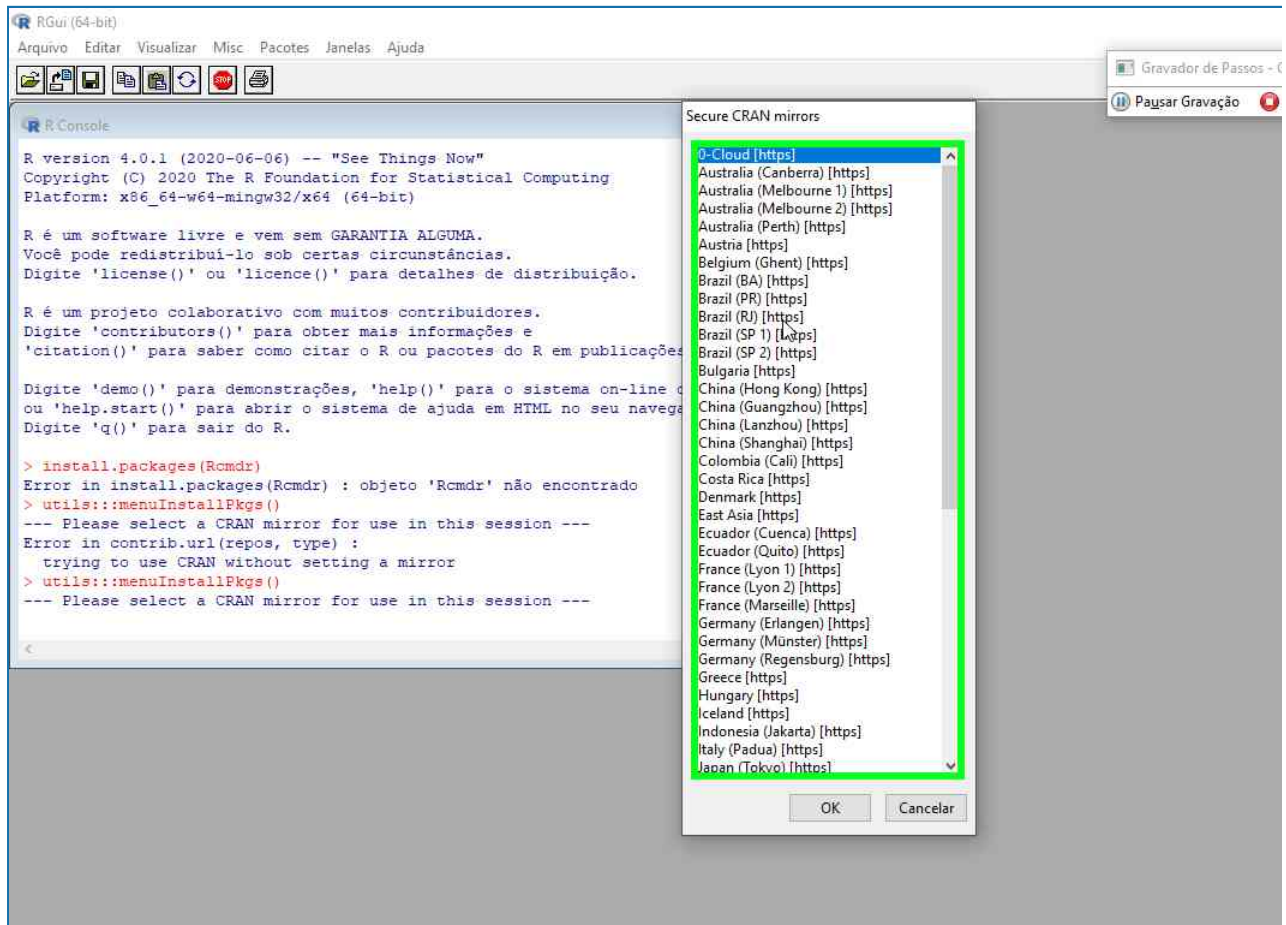 RGui (64-bit)
Arquivo Editar Visualizar Misc Pacotes Janelas Ajuda
Gravador de Passos -
Pausar Gravação
STOP
R Console
R version 4.0.1 (2020-06-06) -- "See Things Now"
Copyright (C) 2020 The R Foundation for Statistical Computing
Platform: x86_64-w64-mingw32/x64 (64-bit)
R é um software livre e vem sem GARANTIA ALGUMA.
Você pode redistribuí-lo sob certas circunstâncias.
Digite 'license()' ou 'licence()' para detalhes de distribuição.
R é um projeto colaborativo com muitos contribuidores.
Digite 'contributors()' para obter mais informações e
'citation()' para saber como citar o R ou pacotes do R em publicações
Digite 'demo()' para demonstrações, 'help()' para o sistema on-line
ou 'help.start()' para abrir o sistema de ajuda em HTML no seu
Digite 'q()' para sair do R.
> install.packages(Rcmdr)
Error in install.packages(Rcmdr) : objeto 'Rcmdr' não encontrado
> utils:::menuInstallPkgs()
--- Please select a CRAN mirror for use in this session ---
Error in contrib.url(repos, type) :
trying to use CRAN without setting a mirror
> utils:::menuInstallPkgs()
--- Please select a CRAN mirror for use in this session ---
Secure CRAN mirrors
0-Cloud [https]
Australia (Canberra) [https]
Australia (Melbourne 1) [https]
Australia (Melbourne 2) [https]
Australia (Perth) [https]
Austria [https]
Belgium (Ghent) [https]
Brazil (BA) [https]
Brazil (PR) [https]
Brazil (RJ) [https]
Brazil (SP 1) [https]
Brazil (SP 2) [https]
Bulgaria [https]
China (Hong Kong) [https]
China (Guangzhou) [https]
China (Lanzhou) [https]
China (Shanghai) [https]
Colombia (Cali) [https]
Costa Rica [https]
Denmark [https]
East Asia [https]
Ecuador (Cuenca) [https]
Ecuador (Quito) [https]
France (Lyon 1) [https]
France (Lyon 2) [https]
France (Marseille) [https]
Germany (Erlangen) [https]
Germany (Münster) [https]
Germany (Regensburg) [https]
Greece [https]
Hungary [https]
Iceland [https]
Indonesia (Jakarta) [https]
Italy (Padua) [https]
Japan (Tokyo) [https]
OK Cancelar